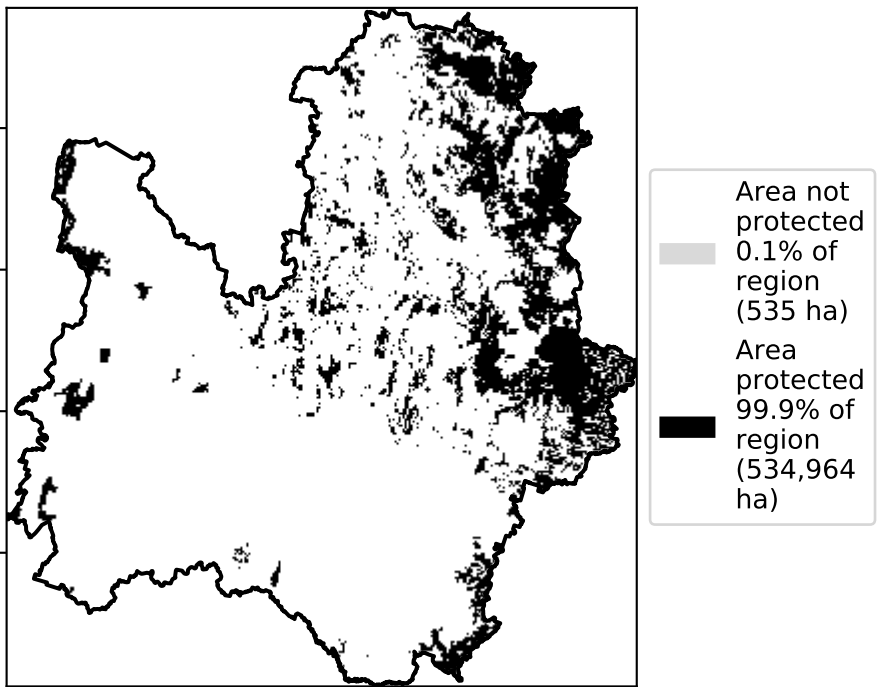 Area not
protected
0.1% of
region
(535 ha)
Area
protected
99.9% of
region
(534,964
ha)